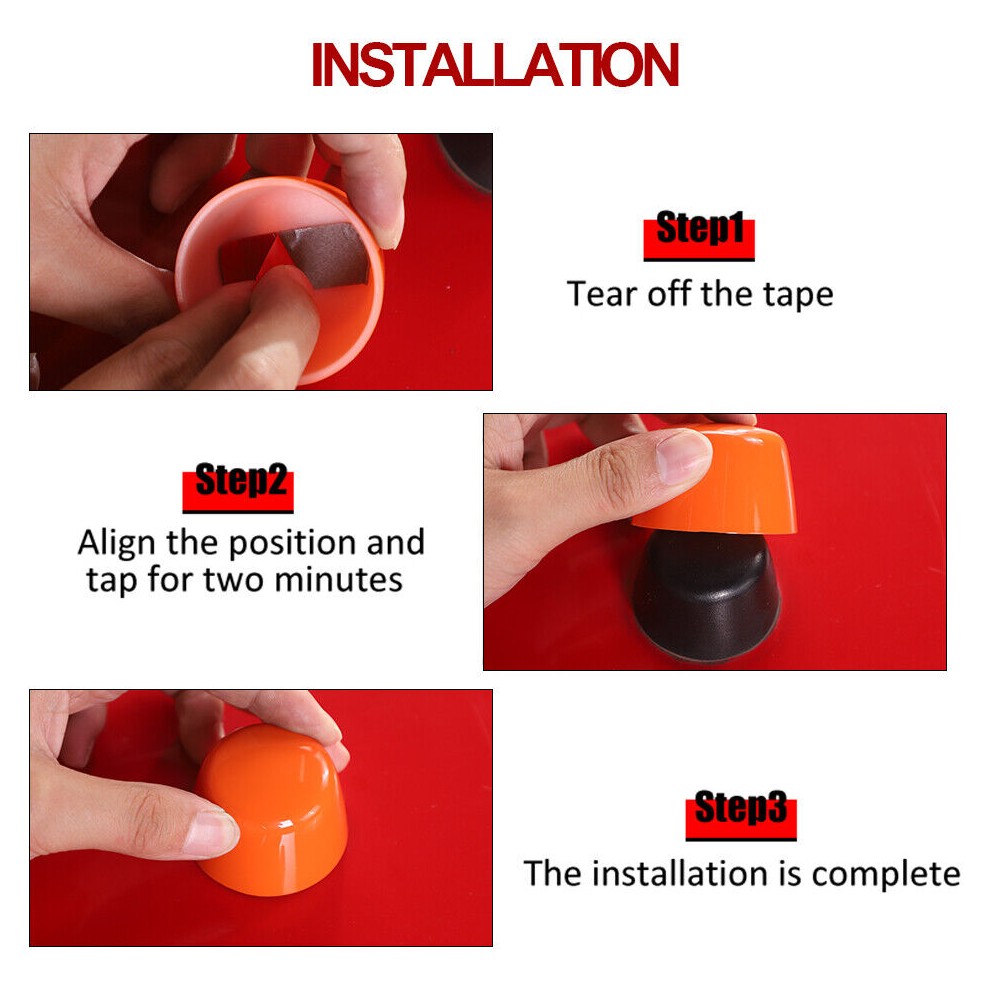 INSTALLATION
Step1
Tear off the tape
Step2
Align the position and
tap for two minutes
Step3
The installation is complete